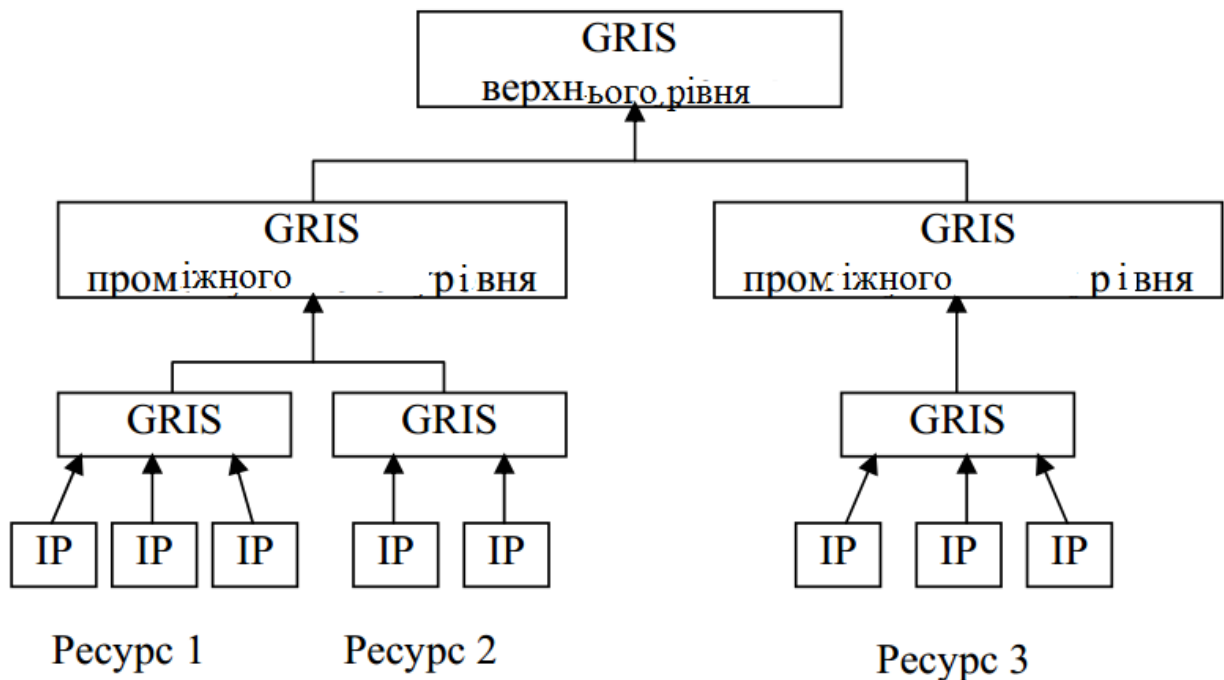 GRIS
верхнього рівня
GRIS
проміжного рівня
GRIS
проміжного рівня
GRIS
GRIS
GRIS
IP
IP
IP
IP
IP
IP
IP
IP
Ресурс 1
Ресурс 2
Ресурс 3